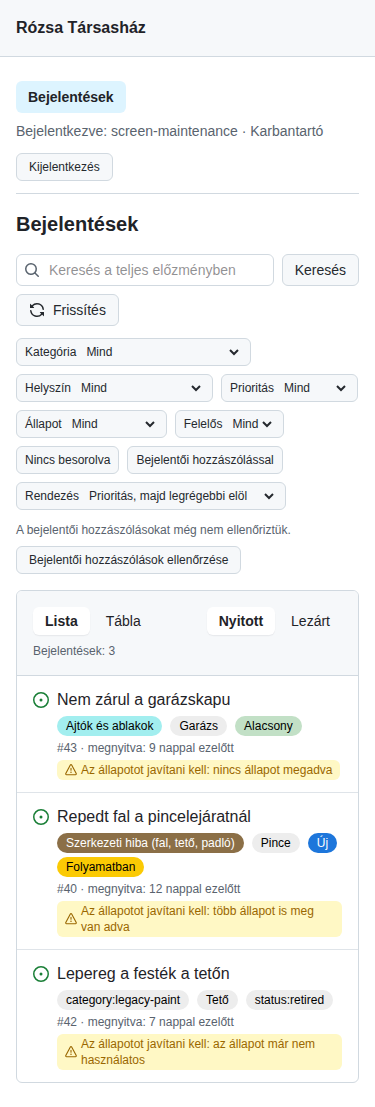 Rózsa Társasház
Bejelentések
Bejelentkezve: screen-maintenance · Karbantartó
Kijelentkezés
Bejelentések
Keresés a teljes előzményben
Keresés
Frissítés
Kategória Mind
Helyszín Mind
Prioritás Mind
Állapot Mind
Felelős Mind
Nincs besorolva
Bejelentői hozzászólással
Rendezés Prioritás, majd legrégebbi elöl
A bejelentői hozzászólásokat még nem ellenőriztük.
Bejelentői hozzászólások ellenőrzése
Lista
Tábla
Nyitott
Lezárt
Bejelentések: 3
Nem zárul a garázskapu
Ajtók és ablakok
Garázs
Alacsony
#43 · megnyitva: 9 nappal ezelőtt
Az állapotot javítani kell: nincs állapot megadva
Repedt fal a pincelejáratnál
Szerkezeti hiba (fal, tető, padló)
Pince
Új
Folyamatban
#40 · megnyitva: 12 nappal ezelőtt
Az állapotot javítani kell: több állapot is meg
van adva
Lepereg a festék a tetőn
category:legacy-paint
Tető
status:retired
#42 · megnyitva: 7 nappal ezelőtt
Az állapotot javítani kell: az állapot már nem
használatos